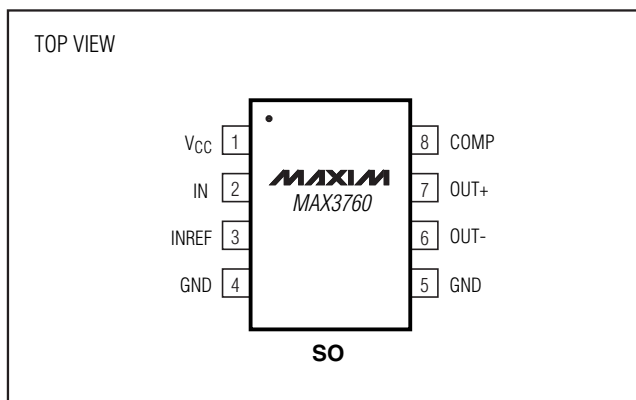 TOP VIEW
VCC 1 8 COMP
MAXIM
IN 2 7 OUT+
MAX3760
INREF 3 6 OUT-
GND 4 5 GND
SO